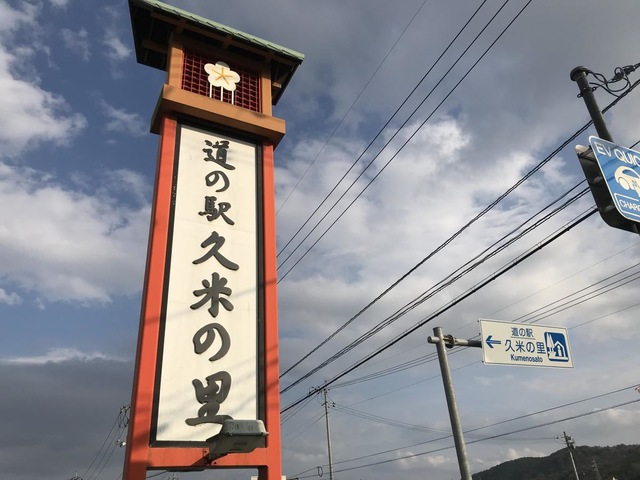 道の駅久米の里
EV QUIC
CHAR
道の駅
久米の里
Kumenosato